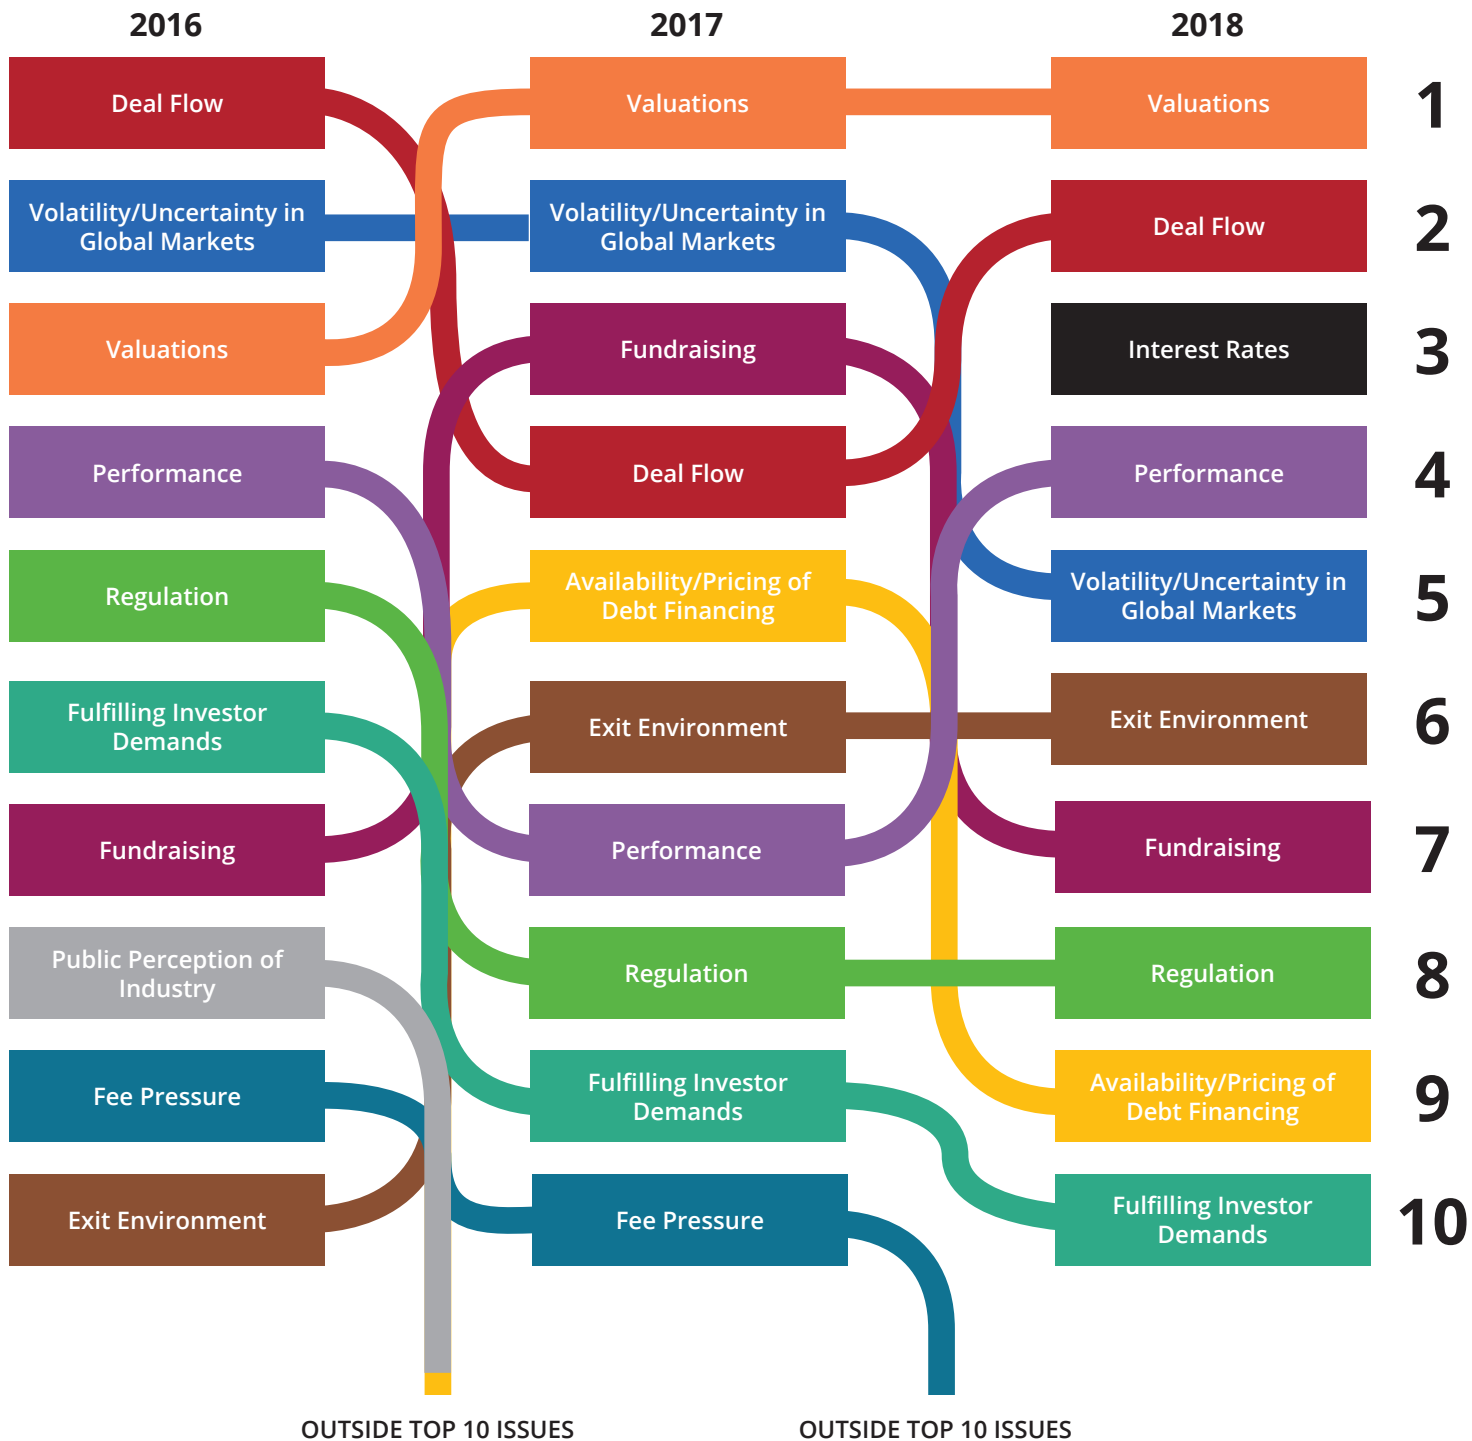 2016
2017
2018
Deal Flow
Valuations
Valuations
1
Volatility/Uncertainty in
Global Markets
Volatility/Uncertainty in
Global Markets
Deal Flow
2
Valuations
Fundraising
Interest Rates
3
Performance
Deal Flow
Performance
4
Regulation
Availability/Pricing of
Debt Financing
Volatility/Uncertainty in
Global Markets
5
Fulfilling Investor
Demands
Exit Environment
Exit Environment
6
Fundraising
Performance
Fundraising
7
Public Perception of
Industry
Regulation
Regulation
8
Fee Pressure
Fulfilling Investor
Demands
Availability/Pricing of
Debt Financing
9
Exit Environment
Fee Pressure
Fulfilling Investor
Demands
10
OUTSIDE TOP 10 ISSUES
OUTSIDE TOP 10 ISSUES